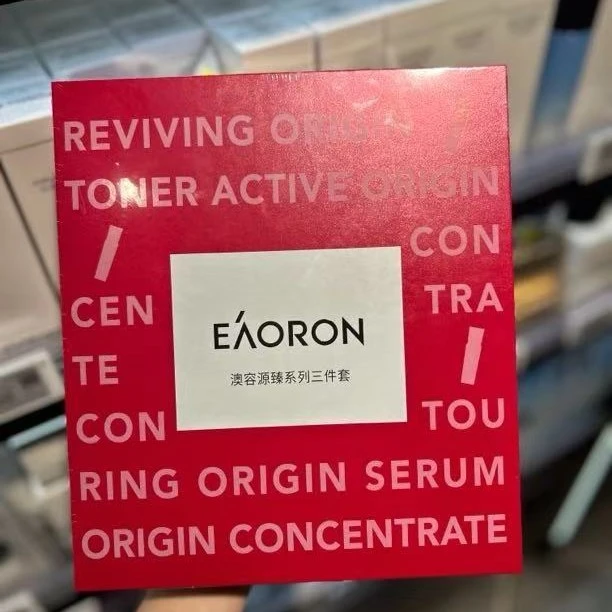 REVIVING ORIGIN /
TONER ACTIVE ORIGIN
/ CON
CEN TRA
TE /
CON TOU
RING ORIGIN SERUM
ORIGIN CONCENTRATE
EÁORON
澳容源臻系列三件套